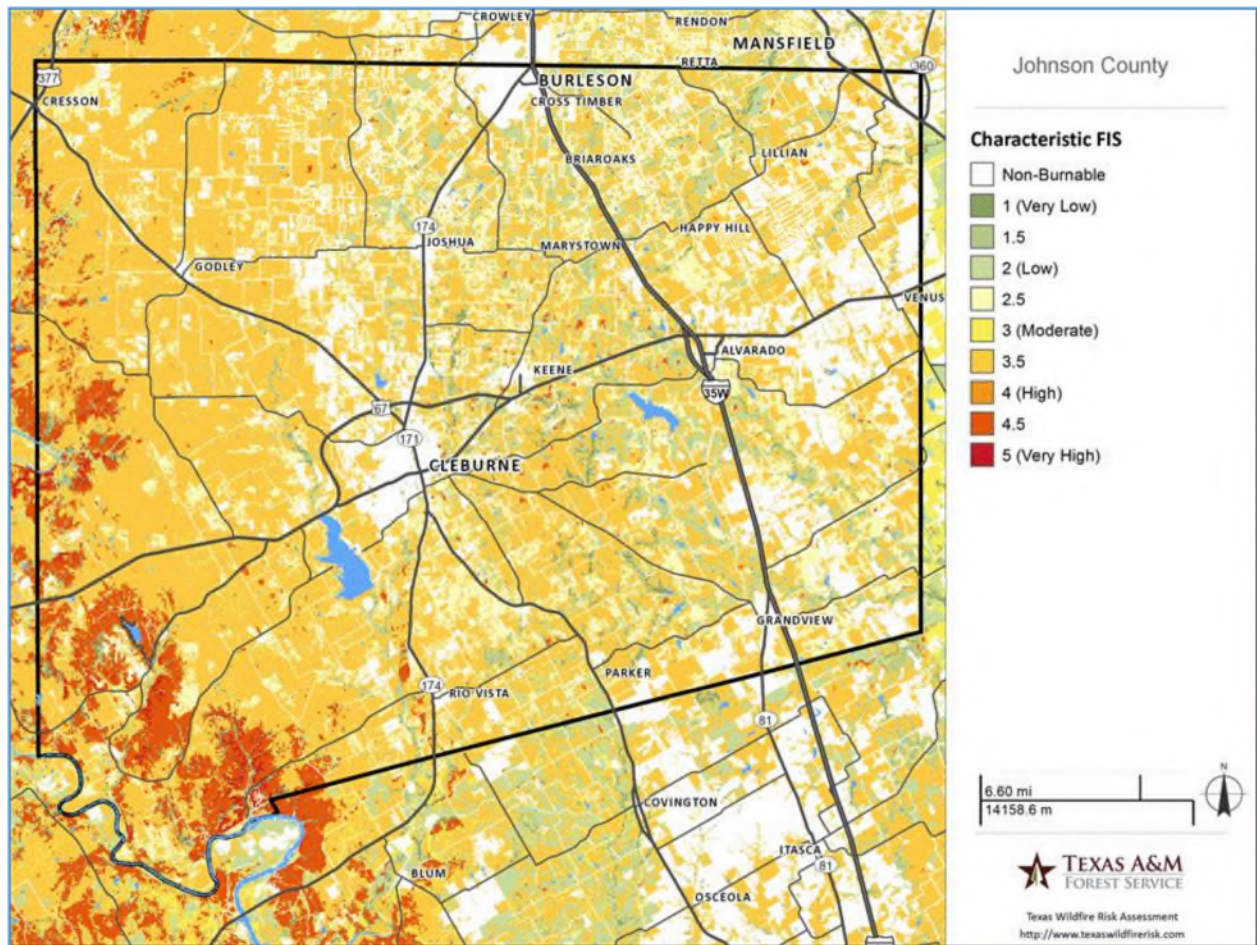 CROWLEY
RENDON
MANSFIELD
RETTA
360
377
BURLESON
CRESSON
CROSS TIMBER
BRIAROAKS
LILLIAN
174
HAPPY HILL
JOSHUA
MARYSTOWN
GODLEY
VENUS
ALVARADO
KEENE
35W
67
171
CLEBURNE
GRANDVIEW
PARKER
174
RIO VISTA
81
COVINGTON
ITASCA
81
BLUM
OSCEOLA
Johnson County
Characteristic FIS
Non-Burnable
1 (Very Low)
1.5
2 (Low)
2.5
3 (Moderate)
3.5
4 (High)
4.5
5 (Very High)
6.60 mi
14158.6 m
N
TEXAS A&M
FOREST SERVICE
Texas Wildfire Risk Assessment
http://www.texaswildfirerisk.com